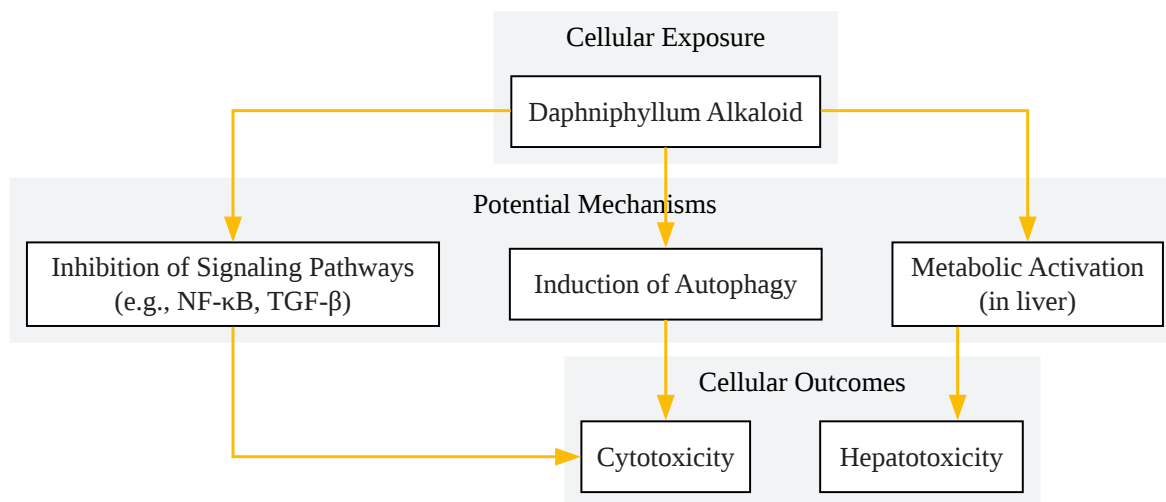 Cellular Exposure
Daphniphyllum Alkaloid
Potential Mechanisms
Inhibition of Signaling Pathways
(e.g., NF-κB, TGF-β)
Induction of Autophagy
Metabolic Activation
(in liver)
Cellular Outcomes
Cytotoxicity
Hepatotoxicity